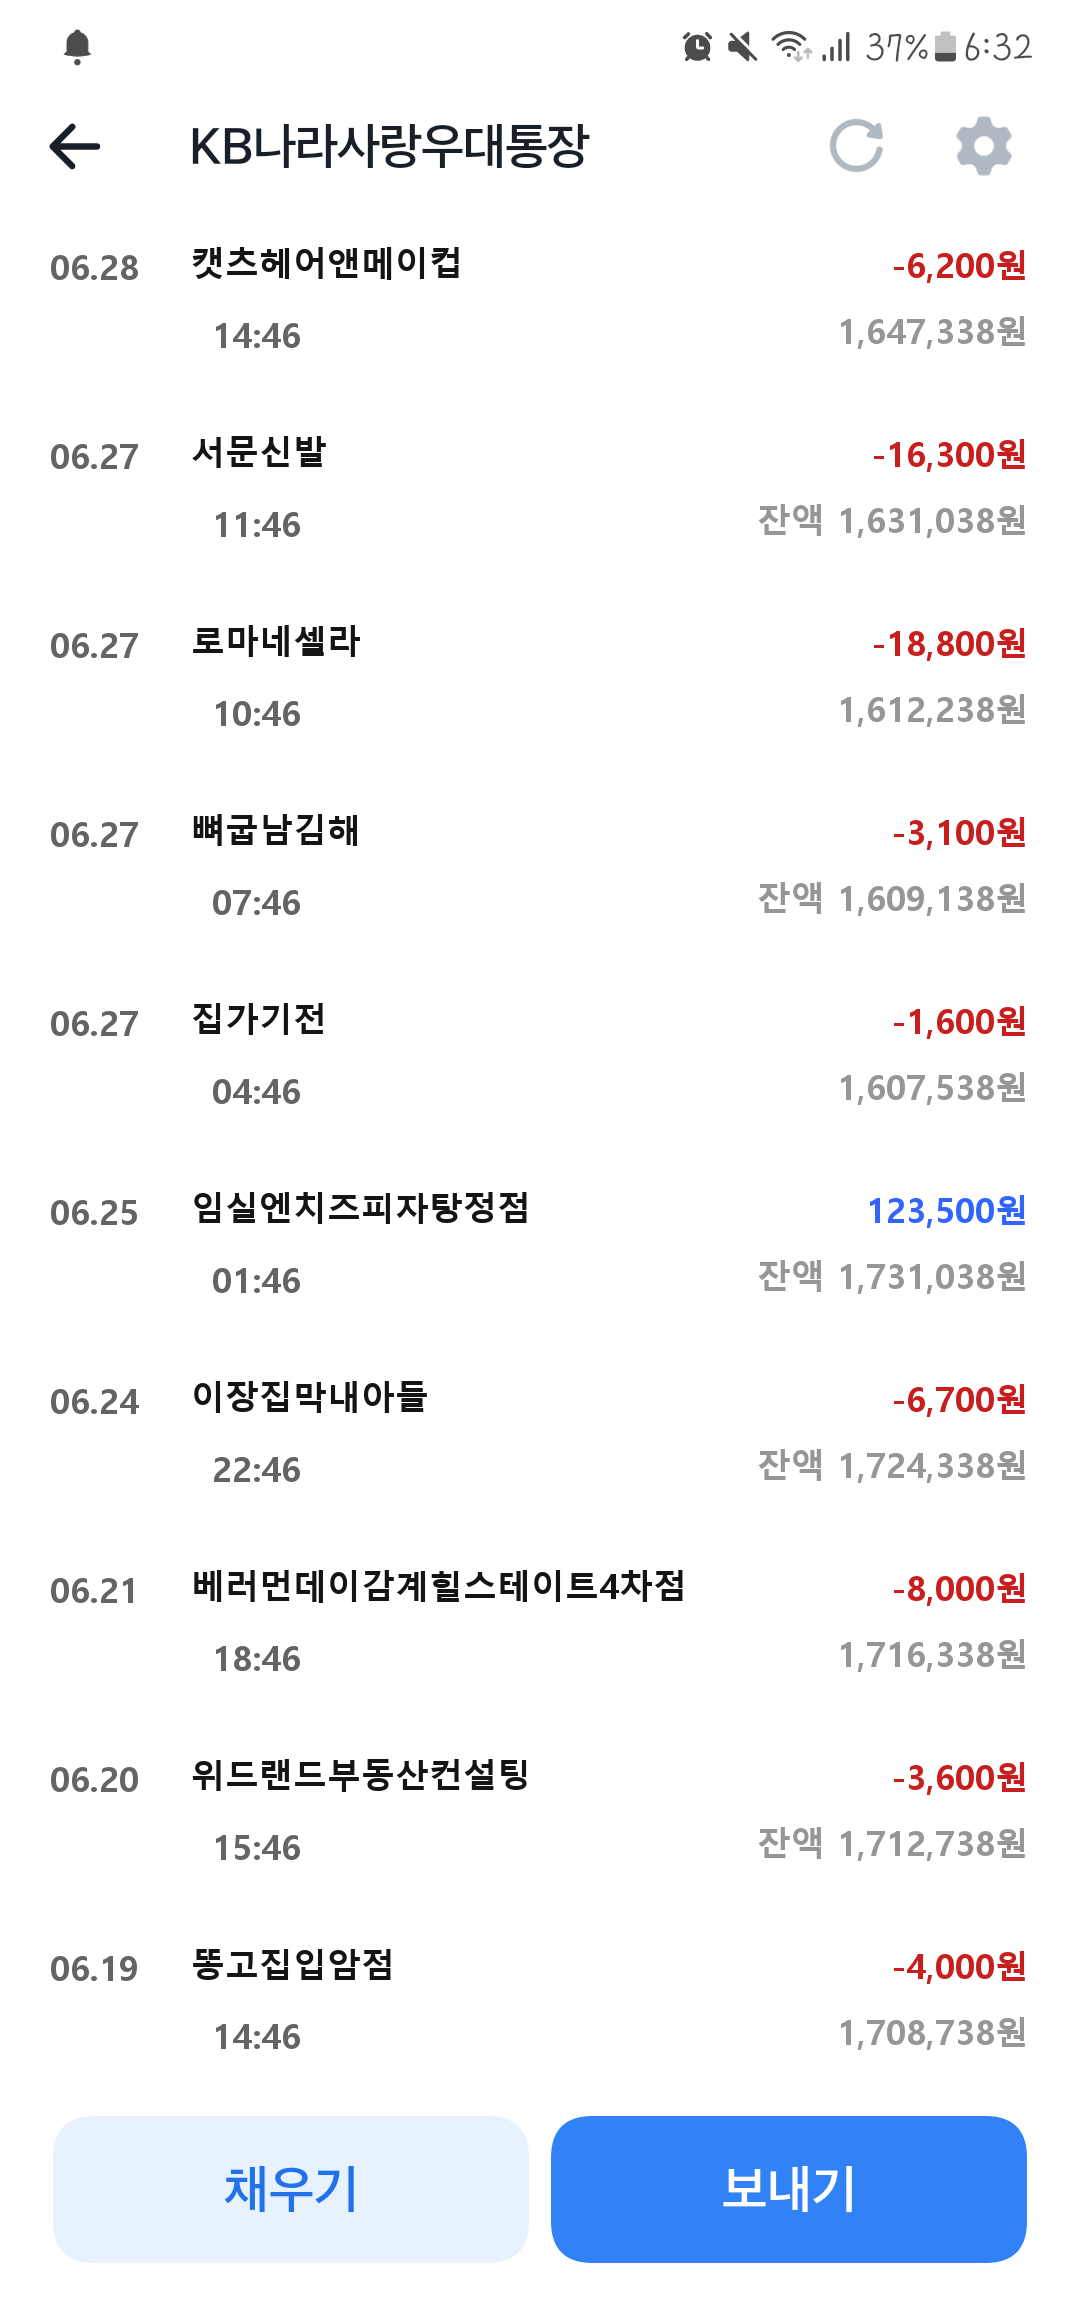 37% 6:32
KB나라사랑우대통장
06.28 캣츠헤어앤메이컵 -6,200원
14:46 1,647,338원
06.27 서문신발 -16,300원
11:46 잔액 1,631,038원
06.27 로마네셀라 -18,800원
10:46 1,612,238원
06.27 뼈굽남김해 -3,100원
07:46 잔액 1,609,138원
06.27 집가기전 -1,600원
04:46 1,607,538원
06.25 임실엔치즈피자탕정점 123,500원
01:46 잔액 1,731,038원
06.24 이장집막내아들 -6,700원
22:46 잔액 1,724,338원
06.21 베러먼데이감계힐스테이트4차점 -8,000원
18:46 1,716,338원
06.20 위드랜드부동산컨설팅 -3,600원
15:46 잔액 1,712,738원
06.19 똥고집입암점 -4,000원
14:46 1,708,738원
채우기 보내기